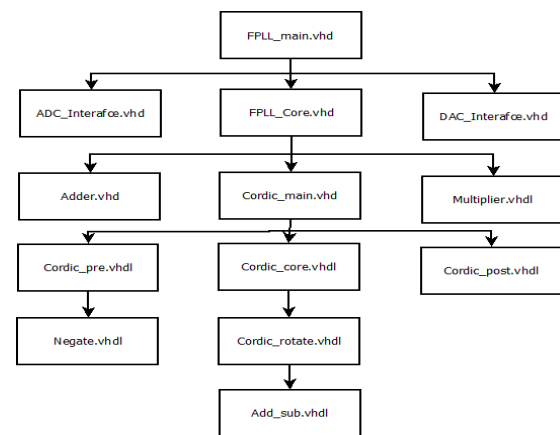 FPLL_main.vhd
ADC_Interafce.vhd
FPLL_Core.vhd
DAC_Interafce.vhd
Adder.vhd
Cordic_main.vhd
Multiplier.vhdl
Cordic_pre.vhdl
Cordic_core.vhdl
Cordic_post.vhdl
Negate.vhdl
Cordic_rotate.vhdl
Add_sub.vhdl